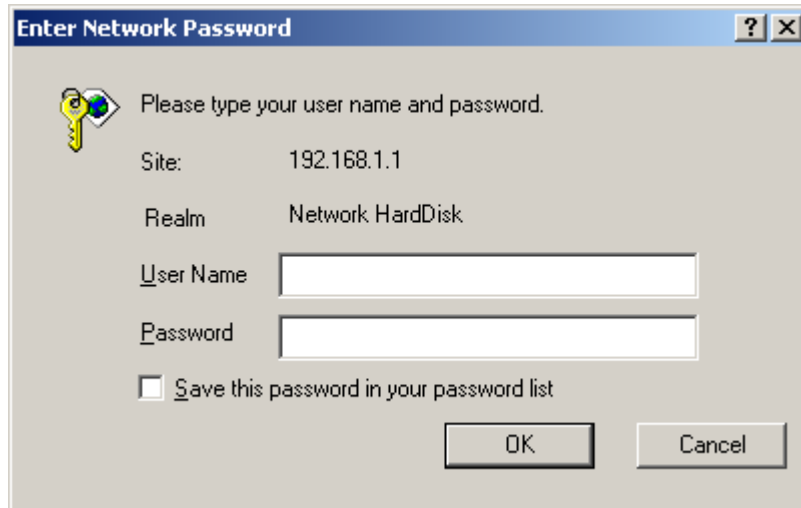 Enter Network Password
Please type your user name and password.
Site: 192.168.1.1
Realm Network HardDisk
User Name
Password
Save this password in your password list
OK Cancel